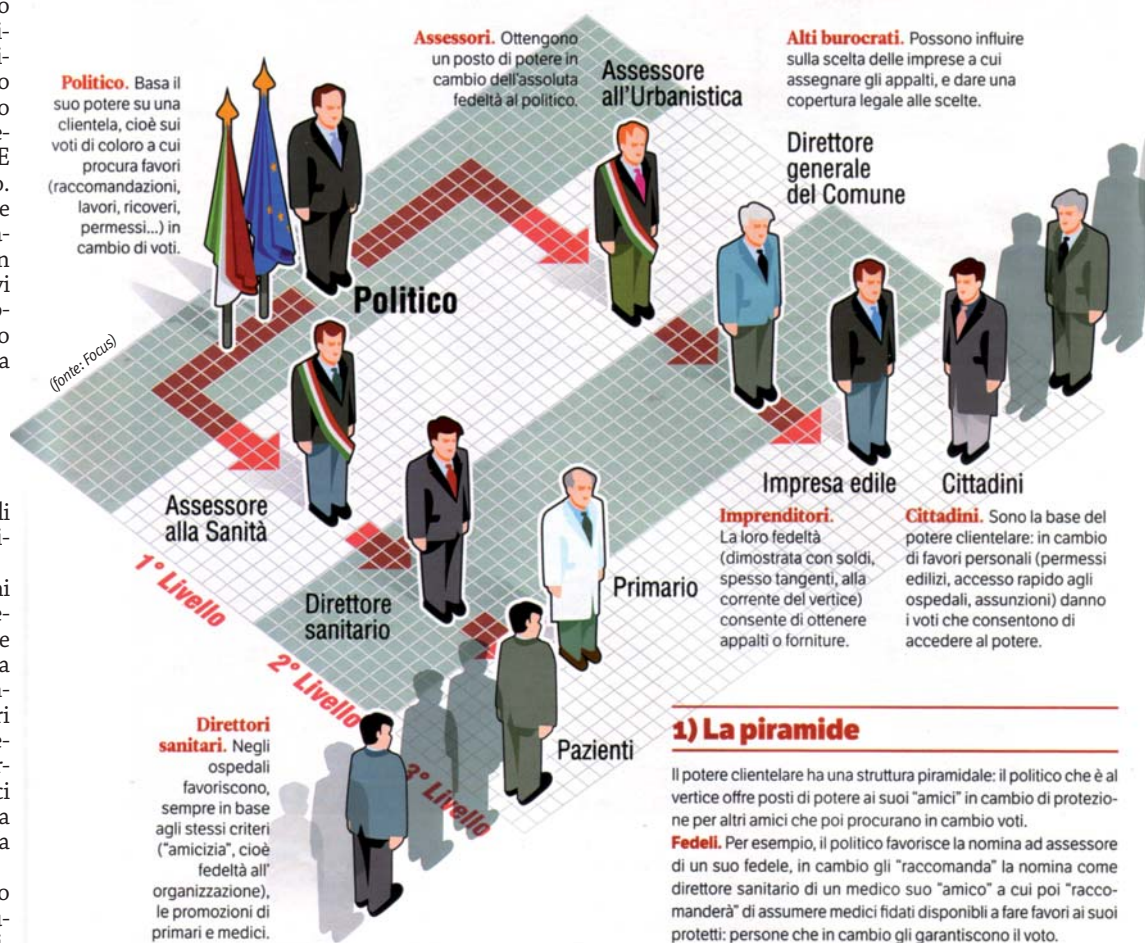 Politico. Basa il
suo potere su una
clientela, cioè sui
voti di coloro a cui
procura favori
(raccomandazioni,
lavori, ricoveri,
permessi...) in
cambio di voti.
Assessori. Ottengono
un posto di potere in
cambio dell'assoluta
fedeltà al politico.
Assessore
all'Urbanistica
Alti burocrati. Possono influire
sulla scelta delle imprese a cui
assegnare gli appalti, e dare una
copertura legale alle scelte.
Direttore
generale
del Comune
Politico
(fonte: Focus)
Assessore
alla Sanità
1° Livello
Direttore
sanitario
2° Livello
Primario
Pazienti
3° Livello
Impresa edile
Imprenditori.
La loro fedeltà
(dimostrata con soldi,
spesso tangenti, alla
corrente del vertice)
consente di ottenere
appalti o forniture.
Cittadini
Cittadini. Sono la base del
potere clientelare: in cambio
di favori personali (permessi
edilizi, accesso rapido agli
ospedali, assunzioni) danno
i voti che consentono di
accedere al potere.
Direttori
sanitari. Negli
ospedali
favoriscono,
sempre in base
agli stessi criteri
("amicizia", cioè
fedeltà all'
organizzazione),
le promozioni di
primari e medici.
1) La piramide
Il potere clientelare ha una struttura piramidale: il politico che è al
vertice offre posti di potere ai suoi "amici" in cambio di protezio-
ne per altri amici che poi procurano in cambio voti.
Fedeli. Per esempio, il politico favorisce la nomina ad assessore
di un suo fedele, in cambio gli "raccomanda" la nomina come
direttore sanitario di un medico suo "amico" a cui poi "racco-
manderà" di assumere medici fidati disponibli a fare favori ai suoi
protetti: persone che in cambio gli garantiscono il voto.